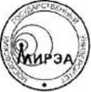 МОСКОВСКИЙ ГОСУДАРСТВЕННЫЙ УНИВЕРСИТЕТ
МИРЭА